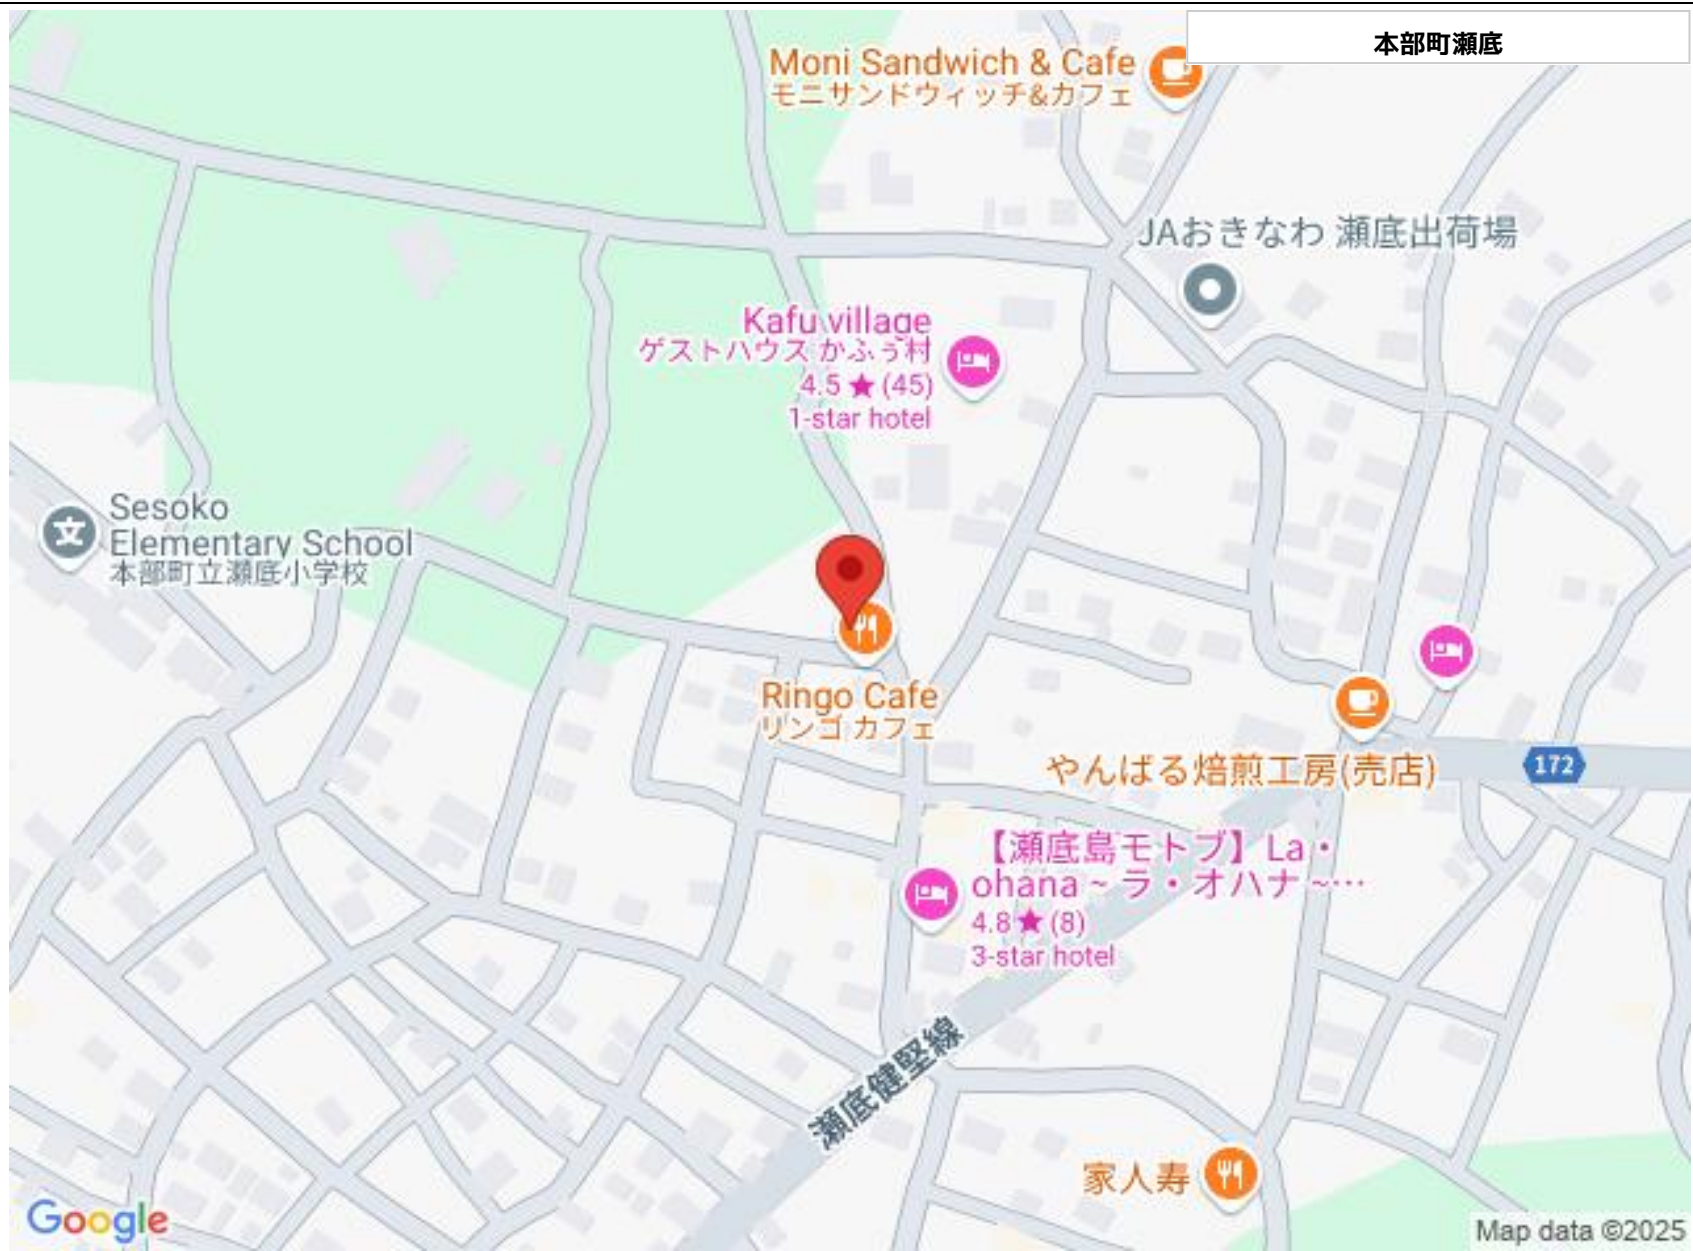 本部町瀬底
Moni Sandwich & Cafe
モニサンドウィッチ&カフェ
JAおきなわ 瀬底出荷場
Kafu village
ゲストハウス かふぅ村
4.5 ★ (45)
1-star hotel
文
Sesoko
Elementary School
本部町立瀬底小学校
Ringo Cafe
リンゴ カフェ
やんばる焙煎工房(売店)
172
【瀬底島モトブ】La・
ohana ~ ラ・オハナ ~…
4.8 ★ (8)
3-star hotel
瀬底健堅線
家人寿
Google
Map data ©2025